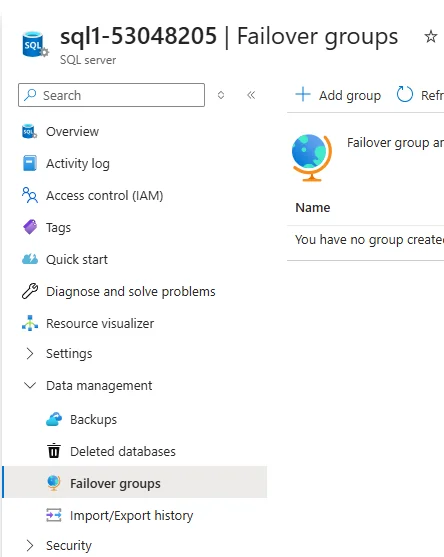 sql1-53048205 | Failover groups
SQL server
Search
Add group
Refr
Overview
Activity log
Access control (IAM)
Tags
Quick start
Diagnose and solve problems
Resource visualizer
Settings
Data management
Backups
Deleted databases
Failover groups
Import/Export history
Security
Failover group ar
Name
You have no group created